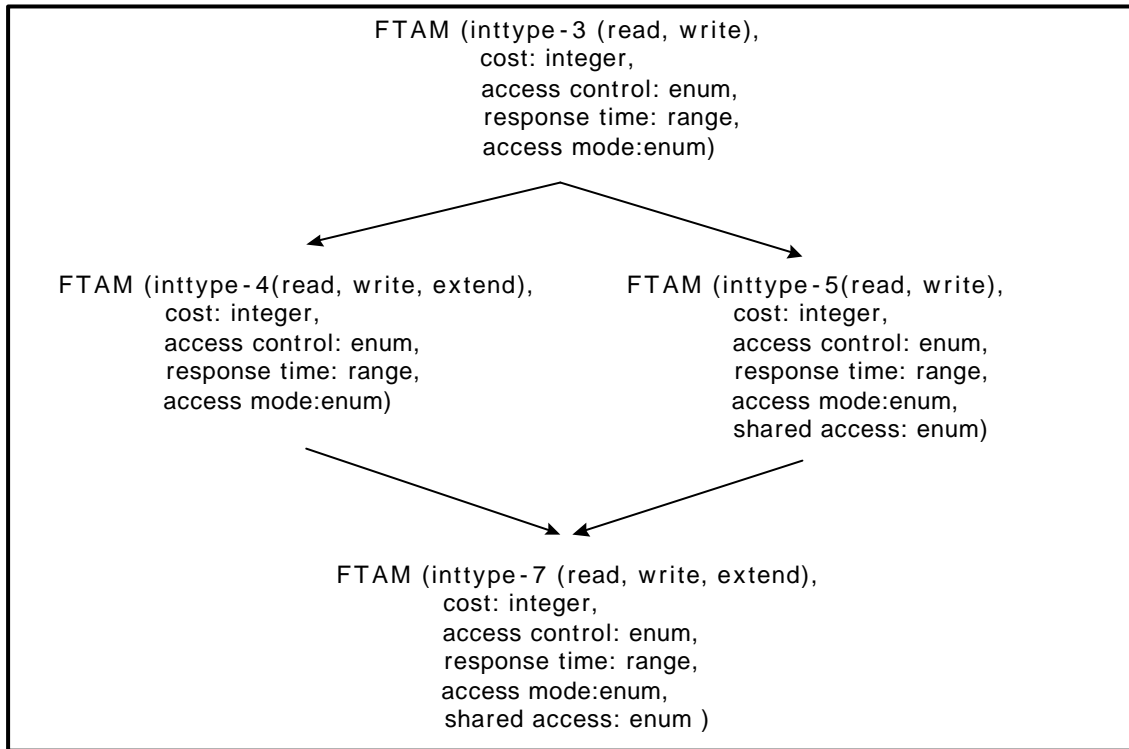 FTAM (inttype-3 (read, write),
cost: integer,
access control: enum,
response time: range,
access mode:enum)
FTAM (inttype-4(read, write, extend),
cost: integer,
access control: enum,
response time: range,
access mode:enum)
FTAM (inttype-5(read, write),
cost: integer,
access control: enum,
response time: range,
access mode:enum,
shared access: enum)
FTAM (inttype-7 (read, write, extend),
cost: integer,
access control: enum,
response time: range,
access mode:enum,
shared access: enum )